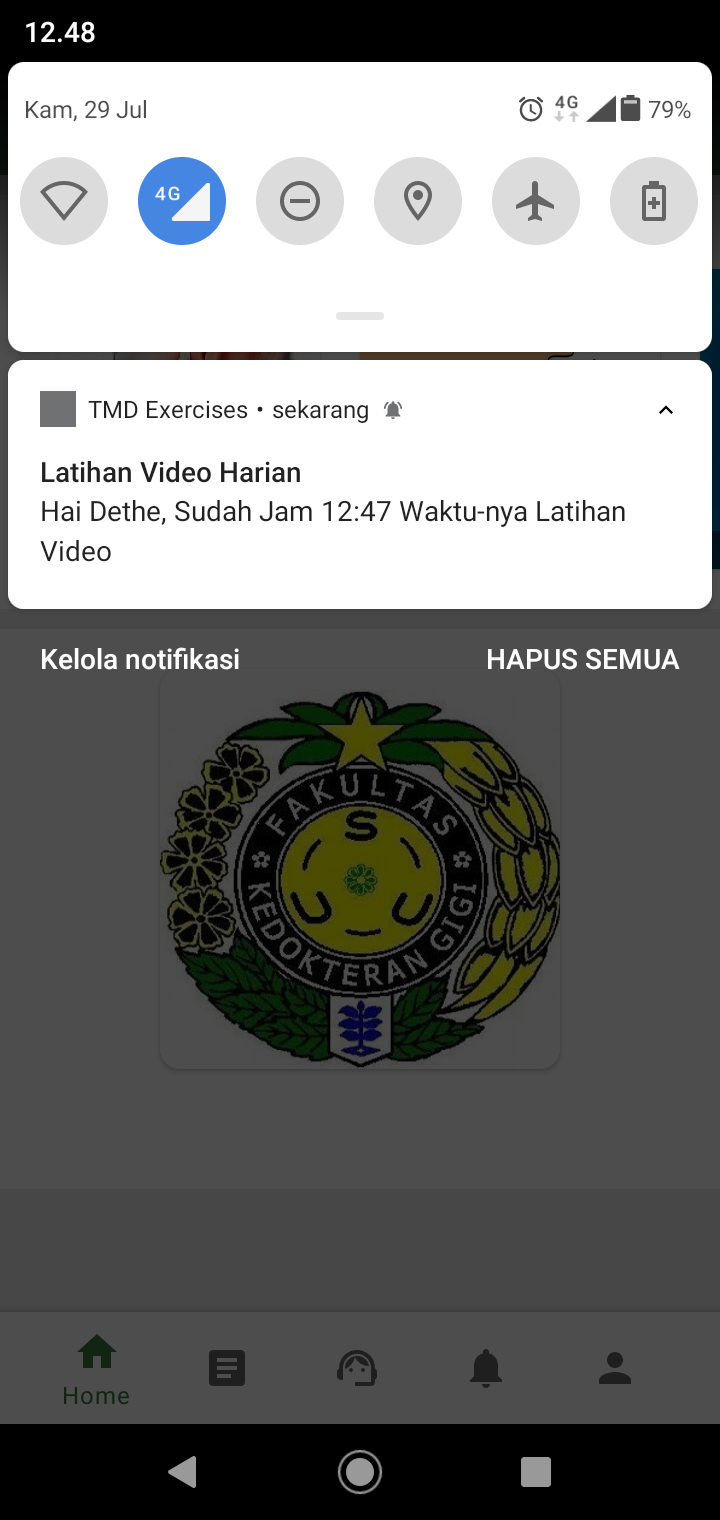 12.48
Kam, 29 Jul
4G
79%
4G
TMD Exercises • sekarang
Latihan Video Harian
Hai Dethe, Sudah Jam 12:47 Waktu-nya Latihan
Video
Kelola notifikasi
HAPUS SEMUA
FAKULTAS
KEDOKTERAN GIGI
U S U
Home